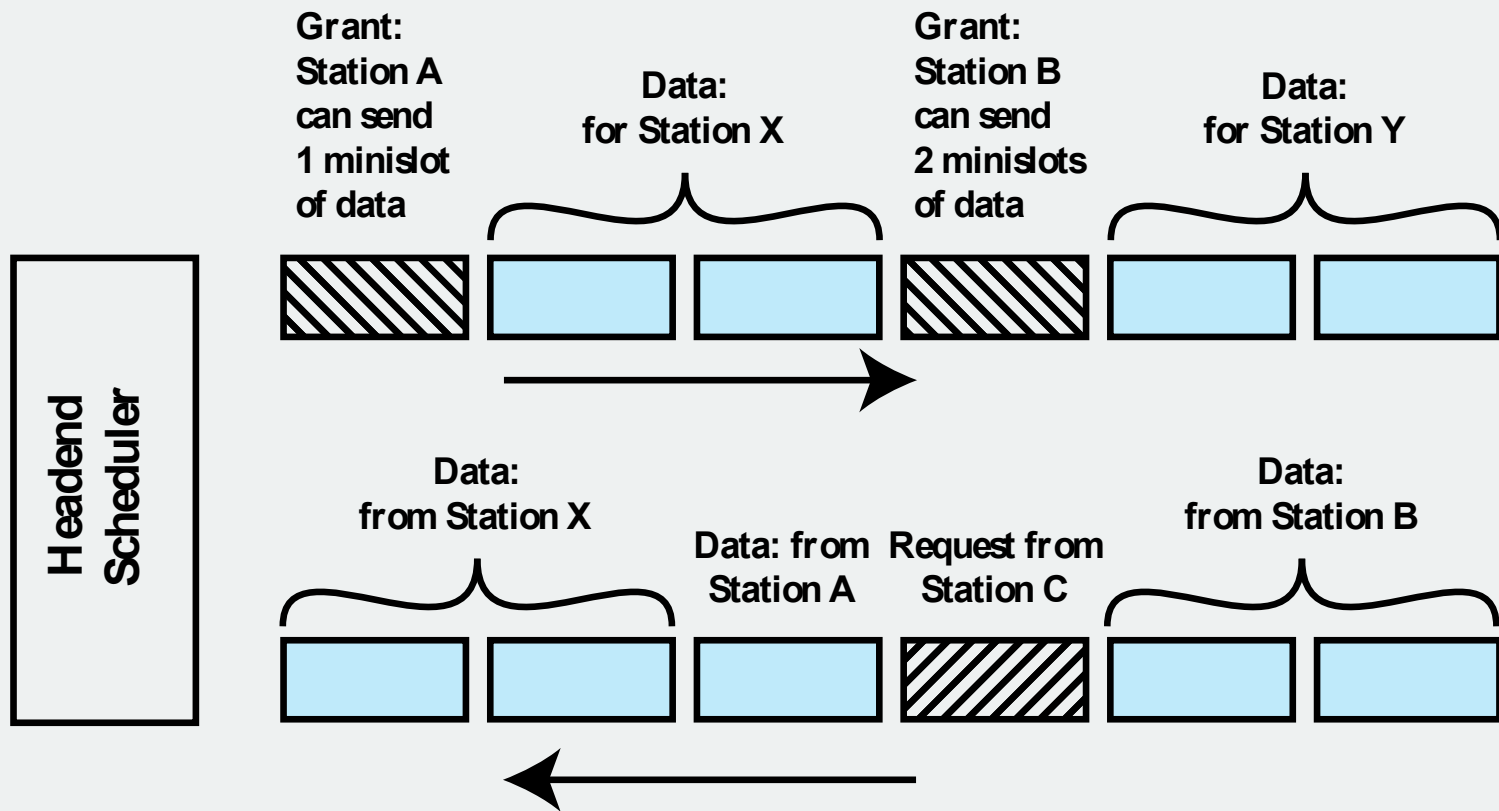 Grant:
Station A
can send
1 minislot
of data
Data:
for Station X
Grant:
Station B
can send
2 minislots
of data
Data:
for Station Y
Headend
Scheduler
Data:
from Station X
Data: from
Station A
Request from
Station C
Data:
from Station B